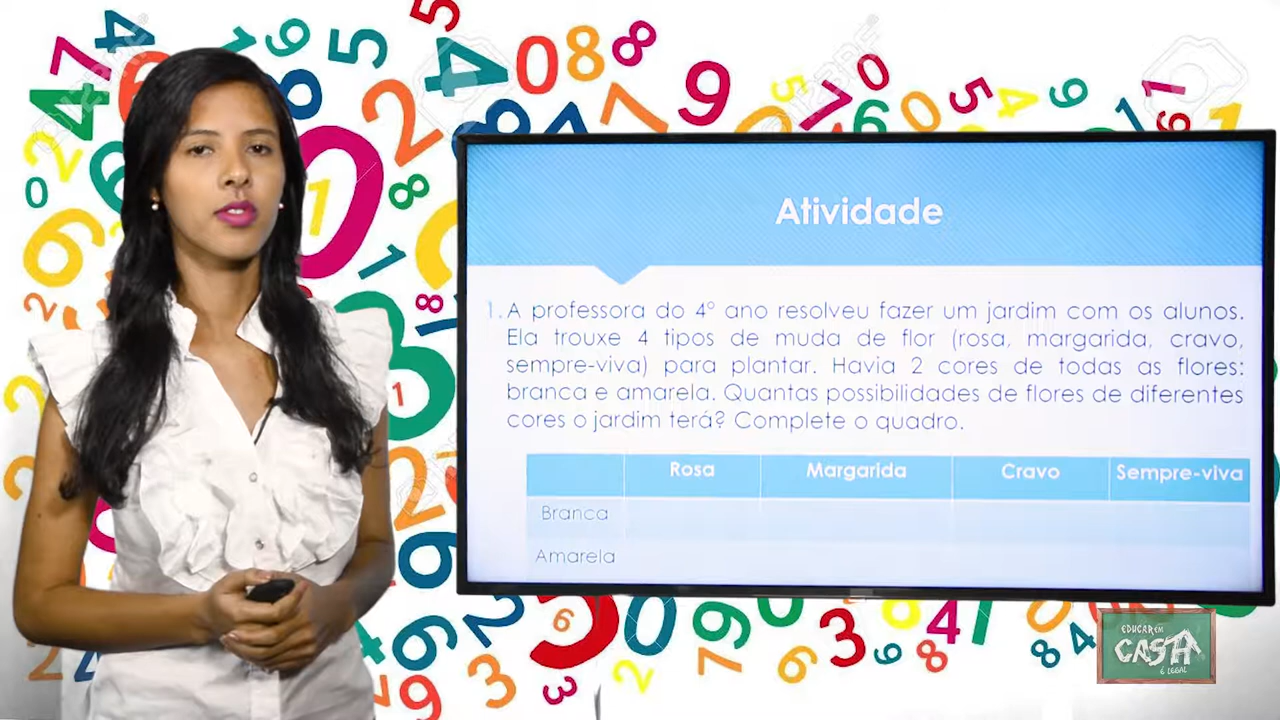 Atividade
1. A professora do 4º ano resolveu fazer um jardim com os alunos.
Ela trouxe 4 tipos de muda de flor (rosa, margarida, cravo,
sempre-viva) para plantar. Havia 2 cores de todas as flores:
branca e amarela. Quantas possibilidades de flores de diferentes
cores o jardim terá? Complete o quadro.
Rosa Margarida Cravo Sempre-viva
Branca
Amarela
EDUCAR EM
CASA
É LEGAL